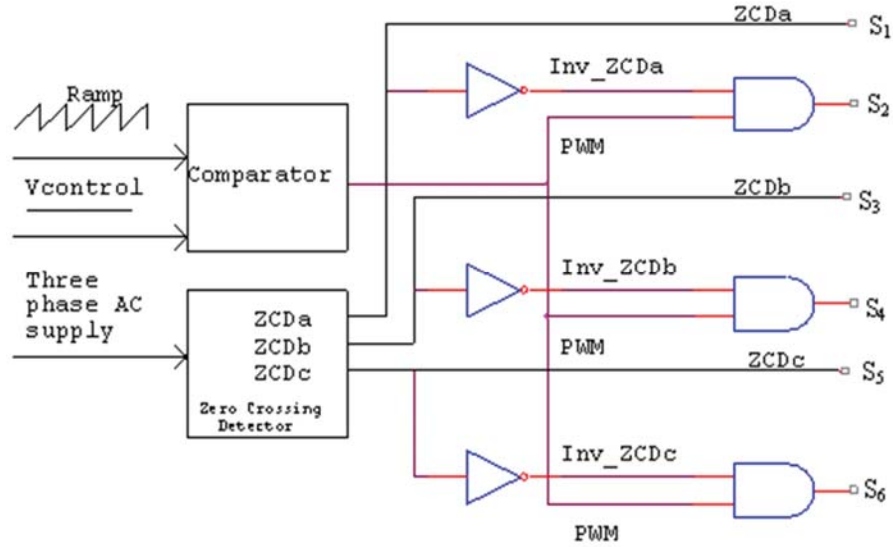 ZCDa
S1
Inv_ZCDa
Ramp
S2
PWM
Comparator
Vcontrol
ZCDb
S3
Three
phase AC
supply
Inv_ZCDb
ZCDa
S4
ZCDb
PWM
ZCDc
ZCDc
S5
Zero Crossing
Detector
Inv_ZCDc
S6
PWM